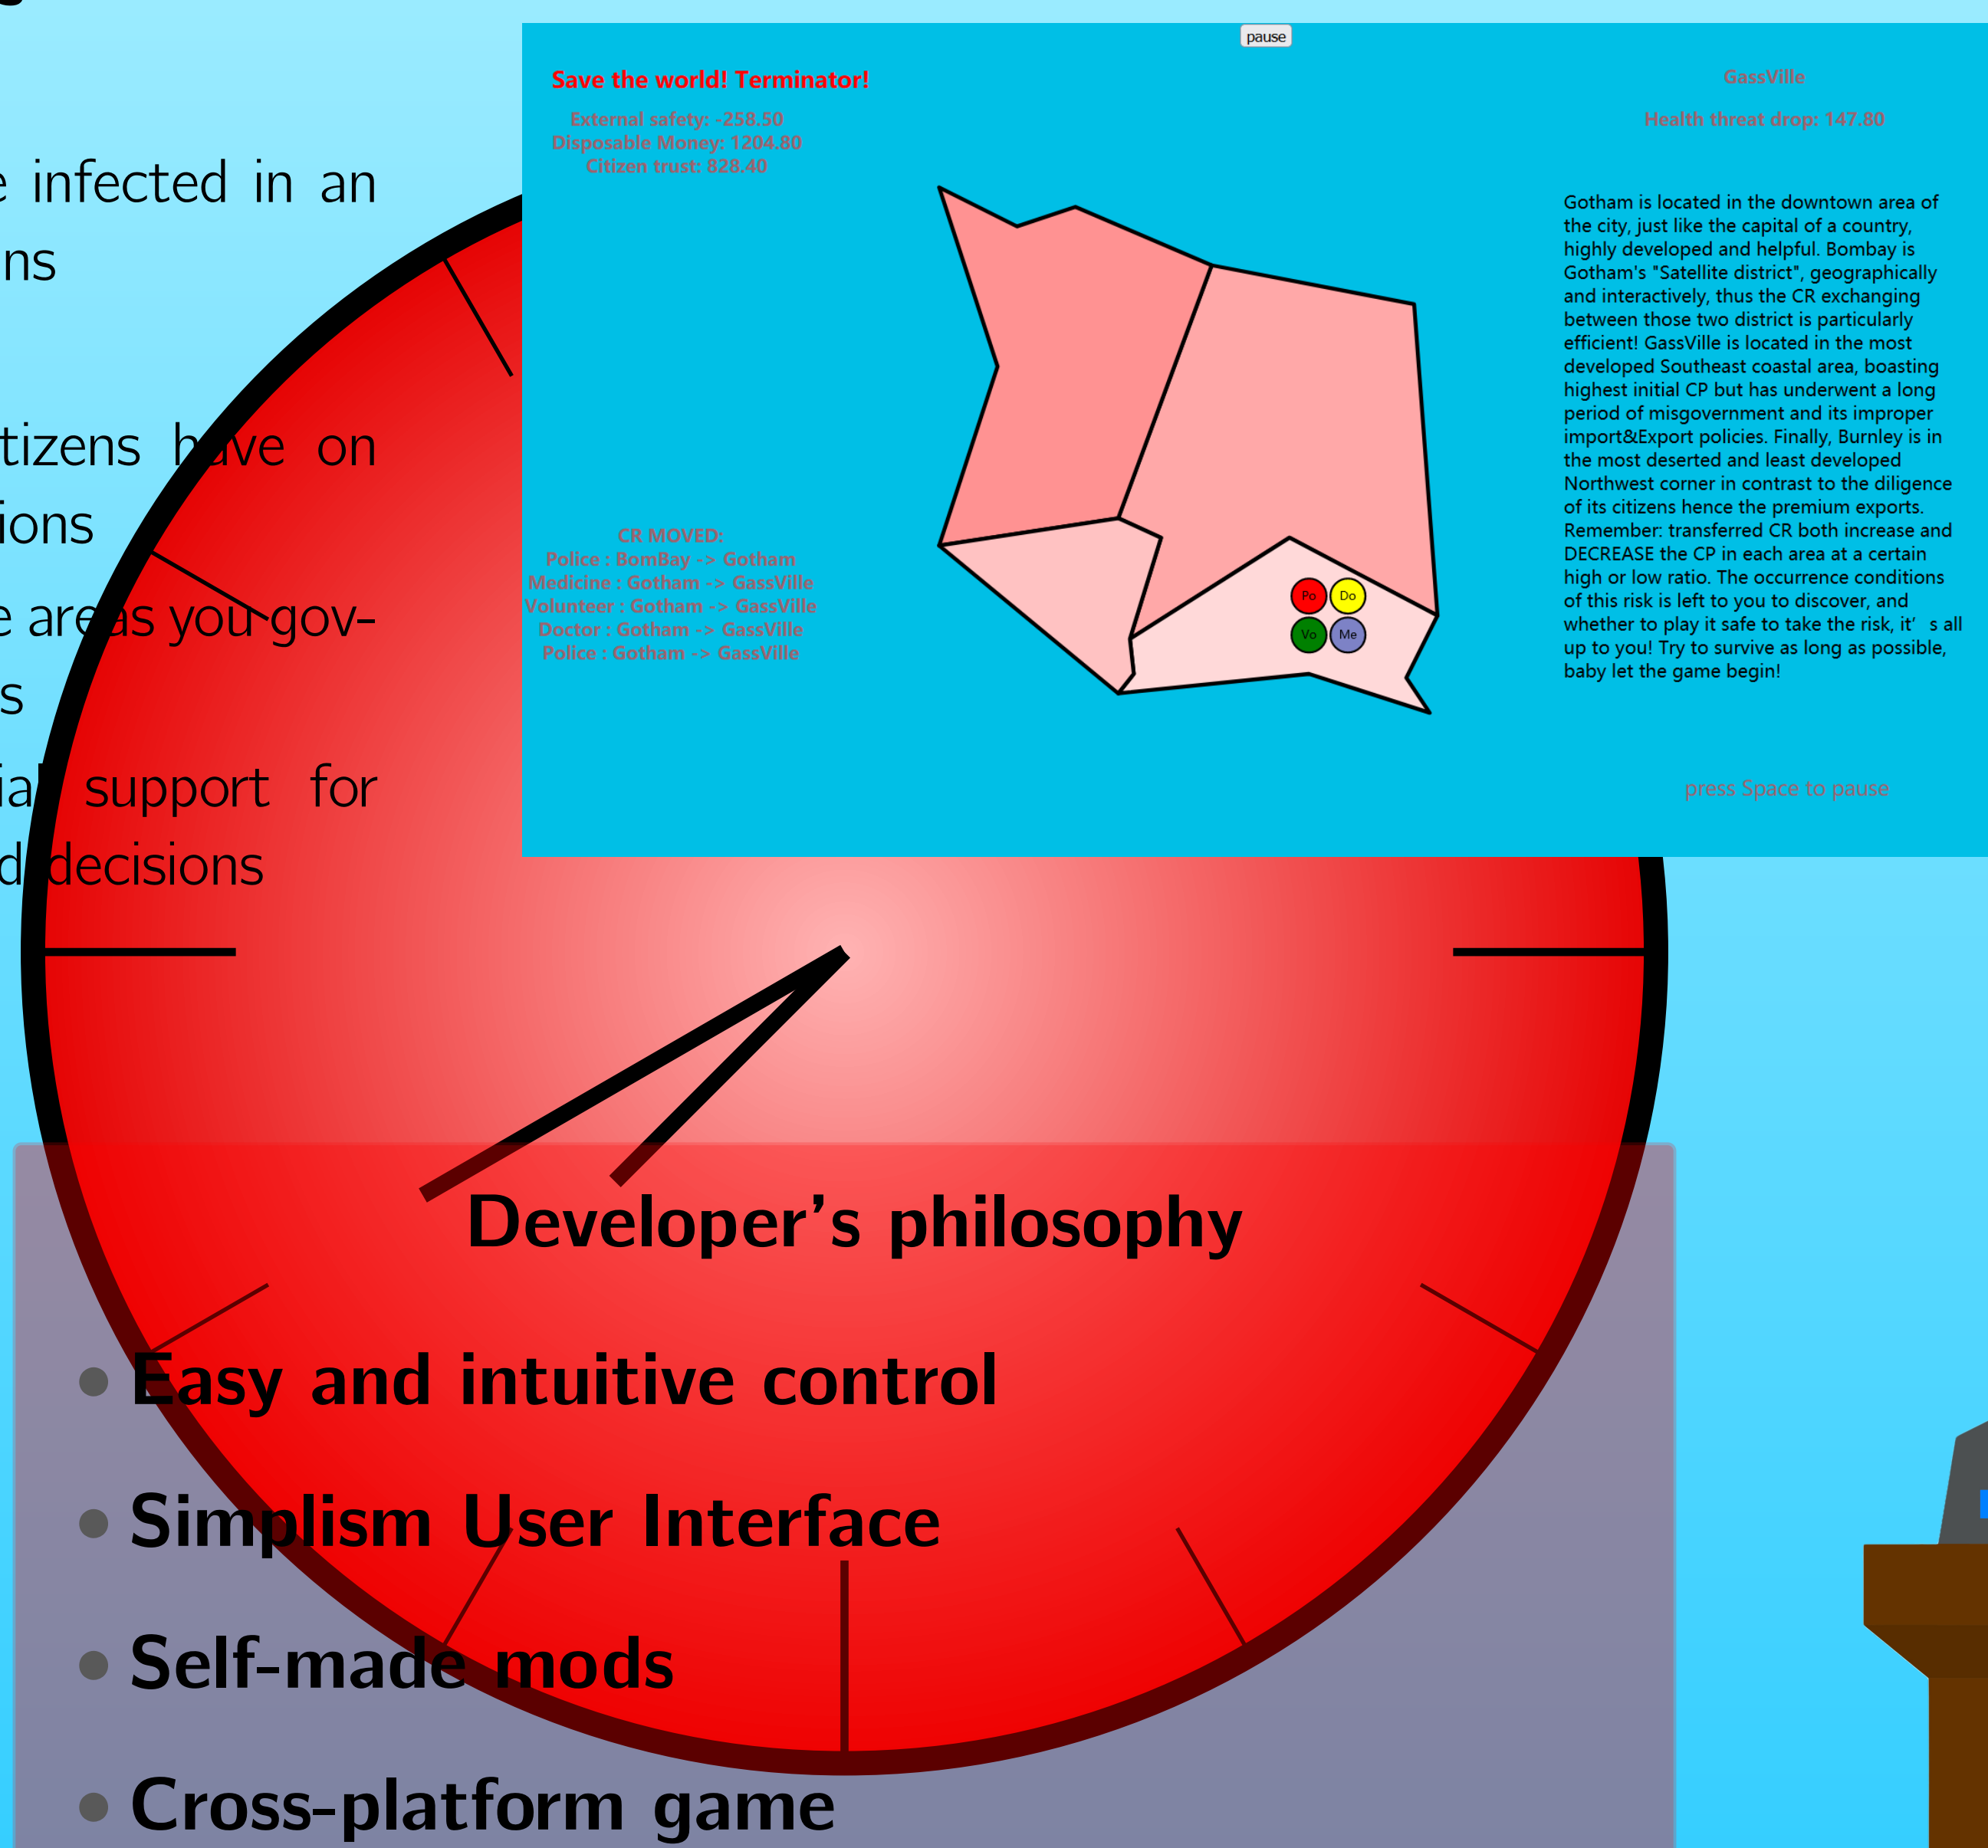 e infected in an
ns
tizens have on
ions
e areas you gov-
s
ial support for
d decisions
pause
Save the world! Terminator!
External safety: -258.50
Disposable Money: 1204.80
Citizen trust: 828.40
CR MOVED:
Police : BomBay -> Gotham
Medicine : Gotham -> GassVille
Volunteer : Gotham -> GassVille
Doctor : Gotham -> GassVille
Police : Gotham -> GassVille
Po Do
Vo Me
GassVille
Health threat drop: 147.80
Gotham is located in the downtown area of
the city, just like the capital of a country,
highly developed and helpful. Bombay is
Gotham's "Satellite district", geographically
and interactively, thus the CR exchanging
between those two district is particularly
efficient! GassVille is located in the most
developed Southeast coastal area, boasting
highest initial CP but has underwent a long
period of misgovernment and its improper
import&Export policies. Finally, Burnley is in
the most deserted and least developed
Northwest corner in contrast to the diligence
of its citizens hence the premium exports.
Remember: transferred CR both increase and
DECREASE the CP in each area at a certain
high or low ratio. The occurrence conditions
of this risk is left to you to discover, and
whether to play it safe to take the risk, it’s all
up to you! Try to survive as long as possible,
baby let the game begin!
press Space to pause
Developer’s philosophy
Easy and intuitive control
Simplism User Interface
Self-made mods
Cross-platform game